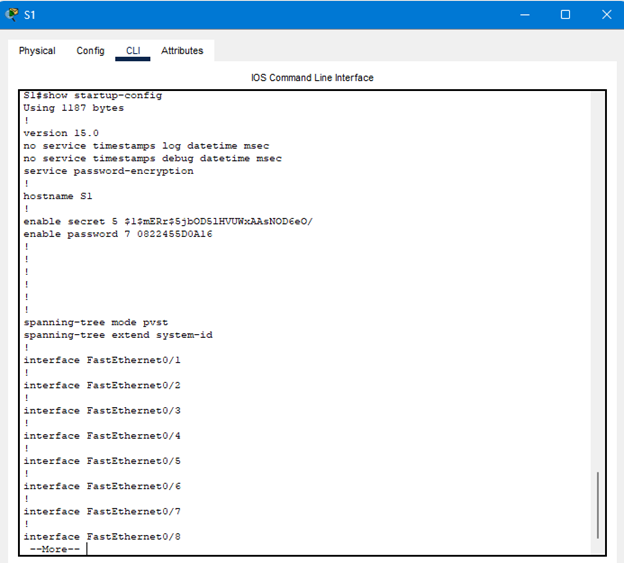 S1
Physical Config CLI Attributes
IOS Command Line Interface
S1#show startup-config
Using 1187 bytes
!
version 15.0
no service timestamps log datetime msec
no service timestamps debug datetime msec
service password-encryption
!
hostname S1
!
enable secret 5 $1$mERr$5jbOD5lHVUWxAAsNOD6eO/
enable password 7 0822455D0A16
!
!
!
!
!
!
spanning-tree mode pvst
spanning-tree extend system-id
!
interface FastEthernet0/1
!
interface FastEthernet0/2
!
interface FastEthernet0/3
!
interface FastEthernet0/4
!
interface FastEthernet0/5
!
interface FastEthernet0/6
!
interface FastEthernet0/7
!
interface FastEthernet0/8
--More--